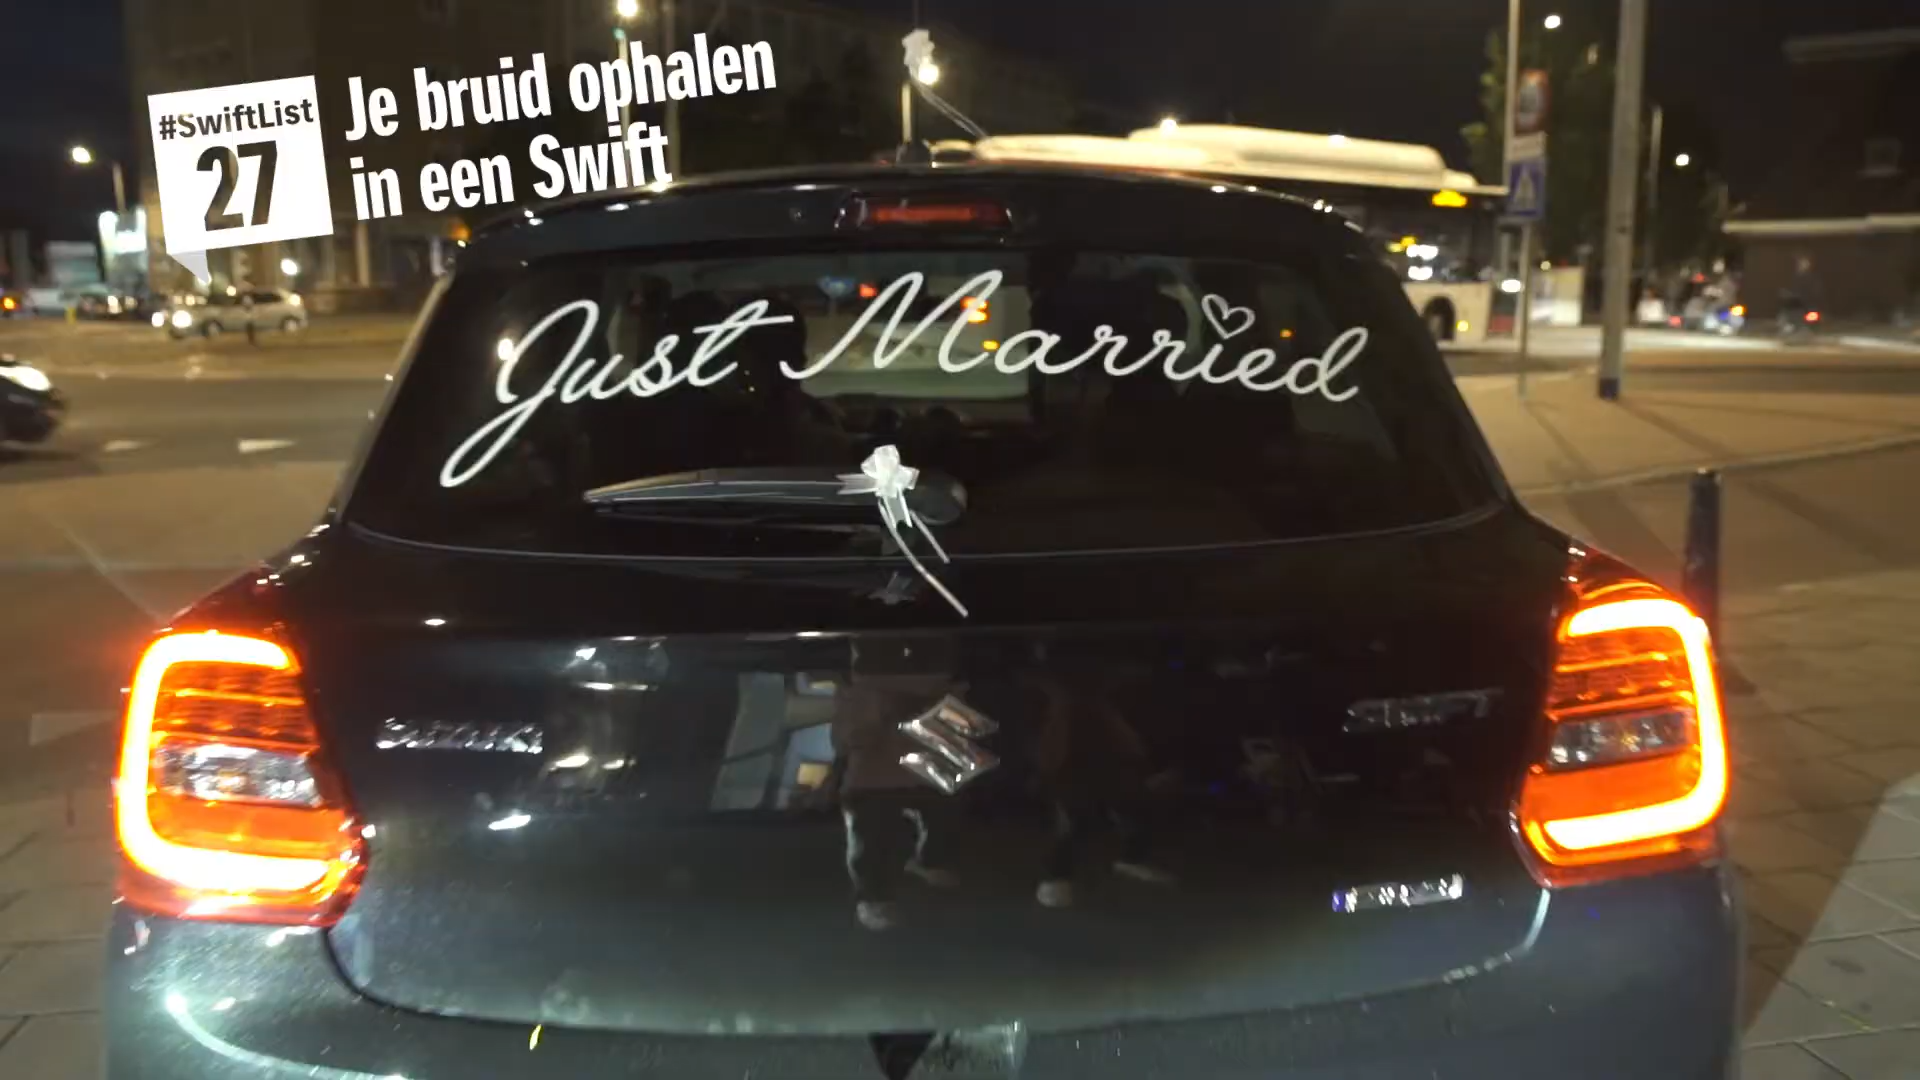 #SwiftList
27
Je bruid ophalen
in een Swift
Just Married
SUZUKI
SWIFT